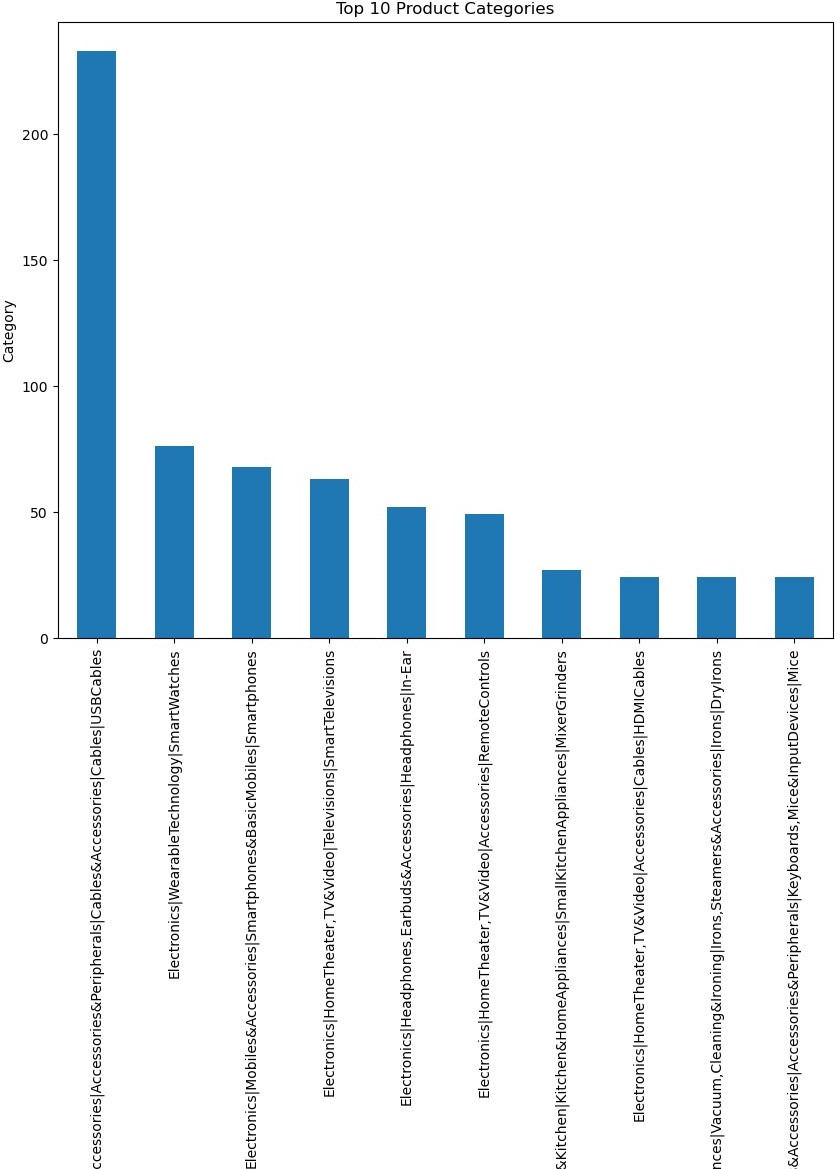 Top 10 Product Categories
Category
200
150
100
50
0
ccessories|Accessories&Peripherals|Cables&Accessories|Cables|USBCables
Electronics|WearableTechnology|SmartWatches
Electronics|Mobiles&Accessories|Smartphones&BasicMobiles|Smartphones
Electronics|HomeTheater,TV&Video|Televisions|SmartTelevisions
Electronics|Headphones,Earbuds&Accessories|Headphones|In-Ear
Electronics|HomeTheater,TV&Video|Accessories|RemoteControls
&Kitchen|Kitchen&HomeAppliances|SmallKitchenAppliances|MixerGrinders
Electronics|HomeTheater,TV&Video|Accessories|Cables|HDMICables
nces|Vacuum,Cleaning&Ironing|Irons,Steamers&Accessories|Irons|DryIrons
&Accessories|Accessories&Peripherals|Keyboards,Mice&InputDevices|Mice